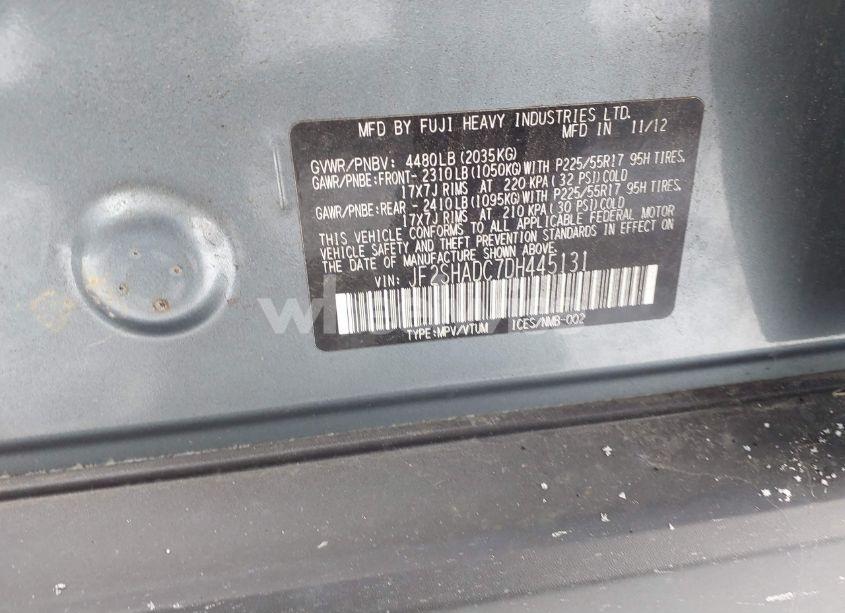 MFD BY FUJI HEAVY INDUSTRIES LTD.
MFD IN 11/12
GVWR/PNBV: 4480LB(2035KG)
GAWR/PNBE:FRONT- 2310LB(1050KG)WITH P225/55R17 95H TIRES,
17X7J RIMS AT 220 KPA(32 PSI)COLD
GAWR/PNBE:REAR - 2410LB(1095KG)WITH P225/55R17 95H TIRES,
17X7J RIMS AT 210 KPA(30 PSI)COLD
THIS VEHICLE CONFORMS TO ALL APPLICABLE FEDERAL MOTOR
VEHICLE SAFETY AND THEFT PREVENTION STANDARDS IN EFFECT ON
THE DATE OF MANUFACTURE SHOWN ABOVE.
VIN: JF2SHADC7DH445131
TYPE:MPV/VTUM ICES/NMB-002